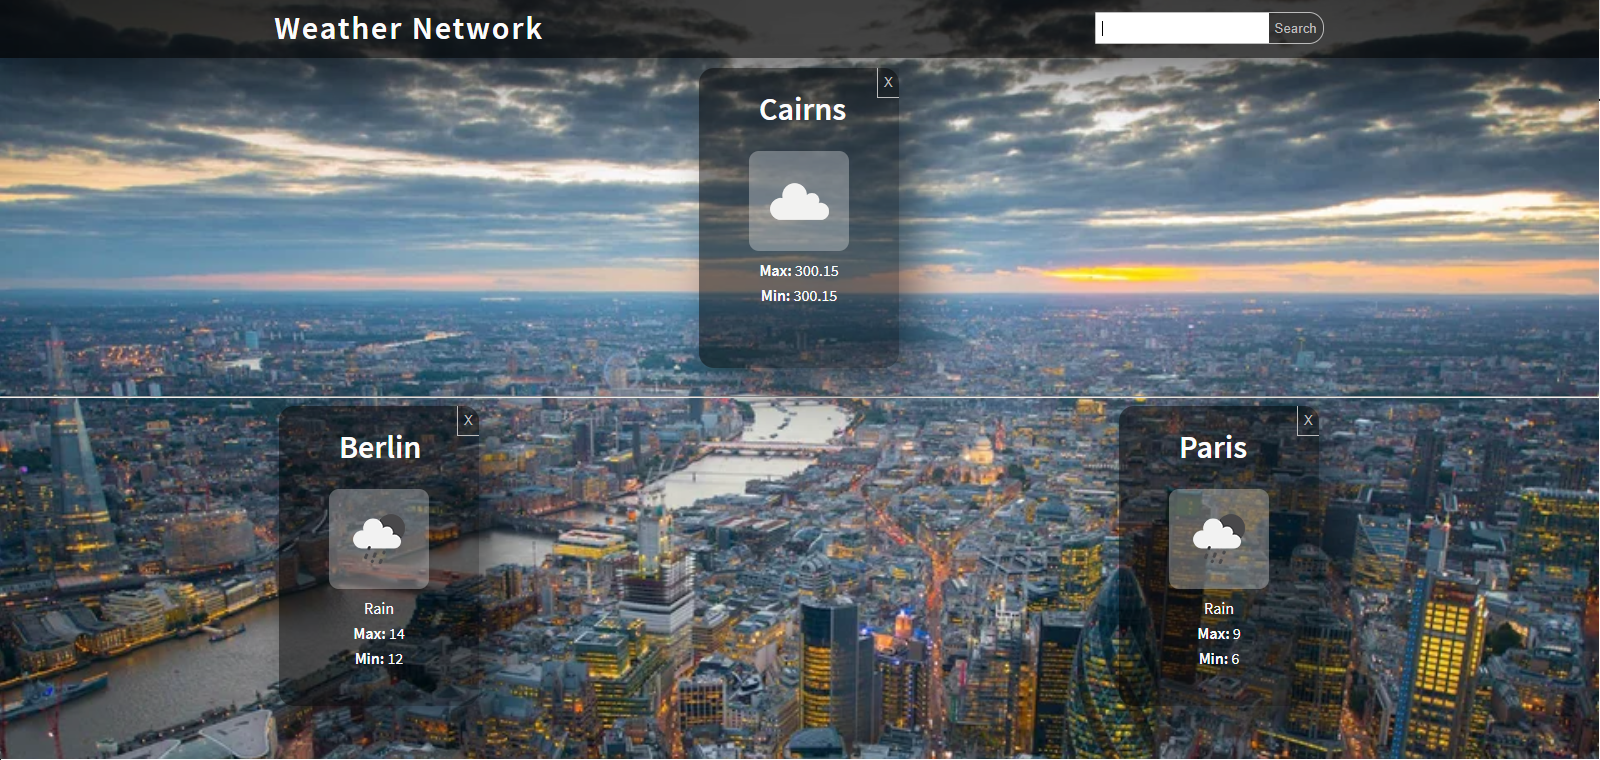 Weather Network
Search
X
Cairns
Max: 300.15
Min: 300.15
X
Berlin
Rain
Max: 14
Min: 12
X
Paris
Rain
Max: 9
Min: 6